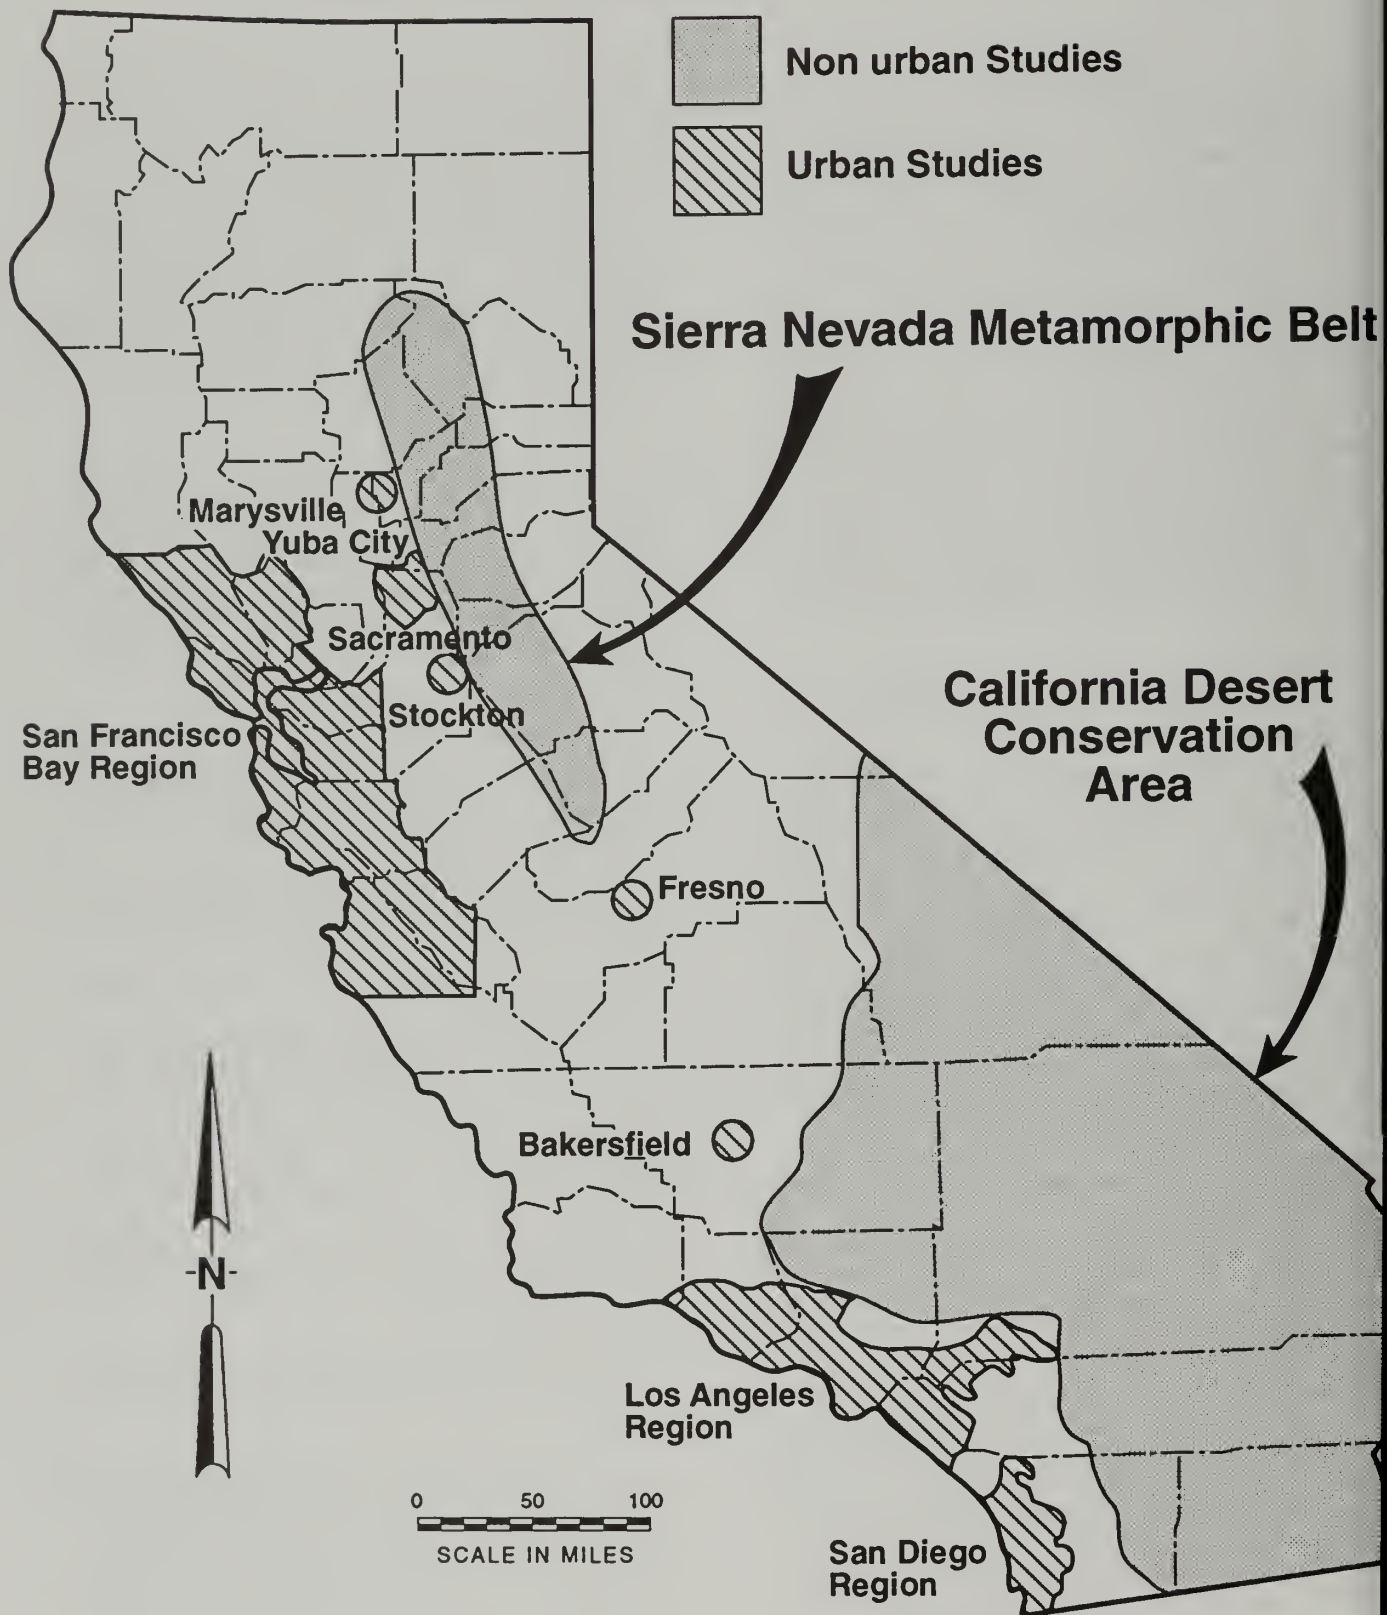 Non urban Studies
Urban Studies
Sierra Nevada Metamorphic Belt
Marysville
Yuba City
Sacramento
Stockton
San Francisco
Bay Region
California Desert
Conservation
Area
Fresno
Bakersfield
-N-
Los Angeles
Region
0 50 100
SCALE IN MILES
San Diego
Region